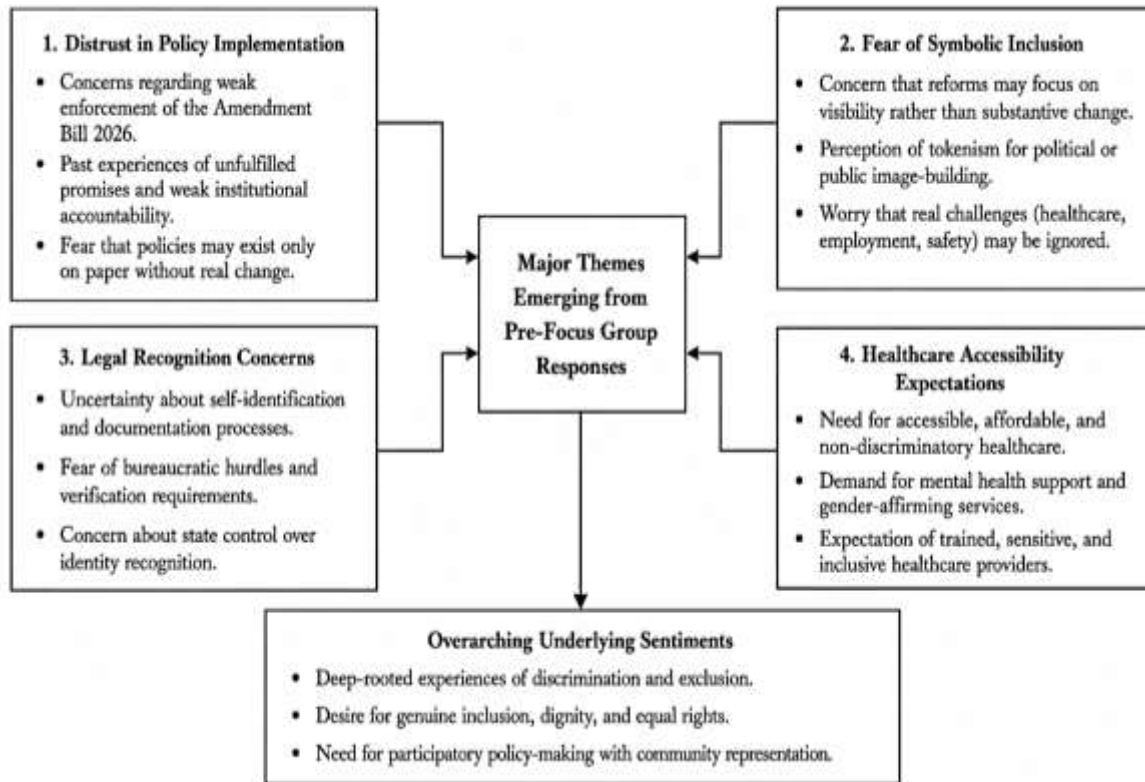 1. Distrust in Policy Implementation
• Concerns regarding weak
enforcement of the Amendment
Bill 2026.
• Past experiences of unfulfilled
promises and weak institutional
accountability.
• Fear that policies may exist only
on paper without real change.
2. Fear of Symbolic Inclusion
• Concern that reforms may focus on
visibility rather than substantive change.
• Perception of tokenism for political or
public image-building.
• Worry that real challenges (healthcare,
employment, safety) may be ignored.
Major Themes
Emerging from
Pre-Focus Group
Responses
3. Legal Recognition Concerns
• Uncertainty about self-identification
and documentation processes.
• Fear of bureaucratic hurdles and
verification requirements.
• Concern about state control over
identity recognition.
4. Healthcare Accessibility
Expectations
• Need for accessible, affordable, and
non-discriminatory healthcare.
• Demand for mental health support and
gender-affirming services.
• Expectation of trained, sensitive, and
inclusive healthcare providers.
Overarching Underlying Sentiments
• Deep-rooted experiences of discrimination and exclusion.
• Desire for genuine inclusion, dignity, and equal rights.
• Need for participatory policy-making with community representation.